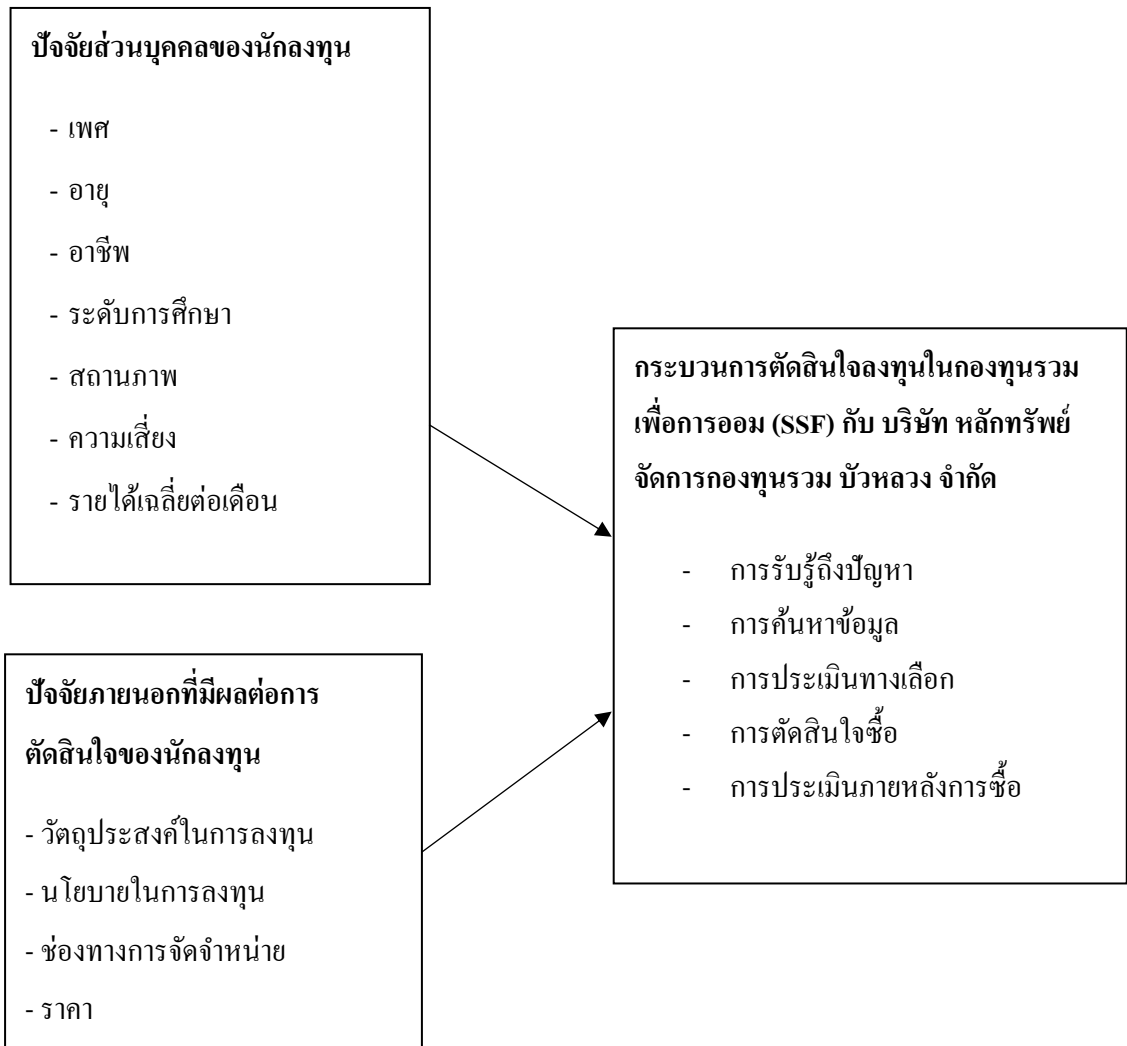 ปัจจัยส่วนบุคคลของนักลงทุน
- เพศ
- อายุ
- อาชีพ
- ระดับการศึกษา
- สถานภาพ
- ความเสี่ยง
- รายได้เฉลี่ยต่อเดือน
กระบวนการตัดสินใจลงทุนในกองทุนรวม
เพื่อการออม (SSF) กับ บริษัท หลักทรัพย์
จัดการกองทุนรวม บัวหลวง จำกัด
- การรับรู้ถึงปัญหา
- การค้นหาข้อมูล
- การประเมินทางเลือก
- การตัดสินใจซื้อ
- การประเมินภายหลังการซื้อ
ปัจจัยภายนอกที่มีผลต่อการ
ตัดสินใจของนักลงทุน
- วัตถุประสงค์ในการลงทุน
- นโยบายในการลงทุน
- ช่องทางการจัดจำหน่าย
- ราคา